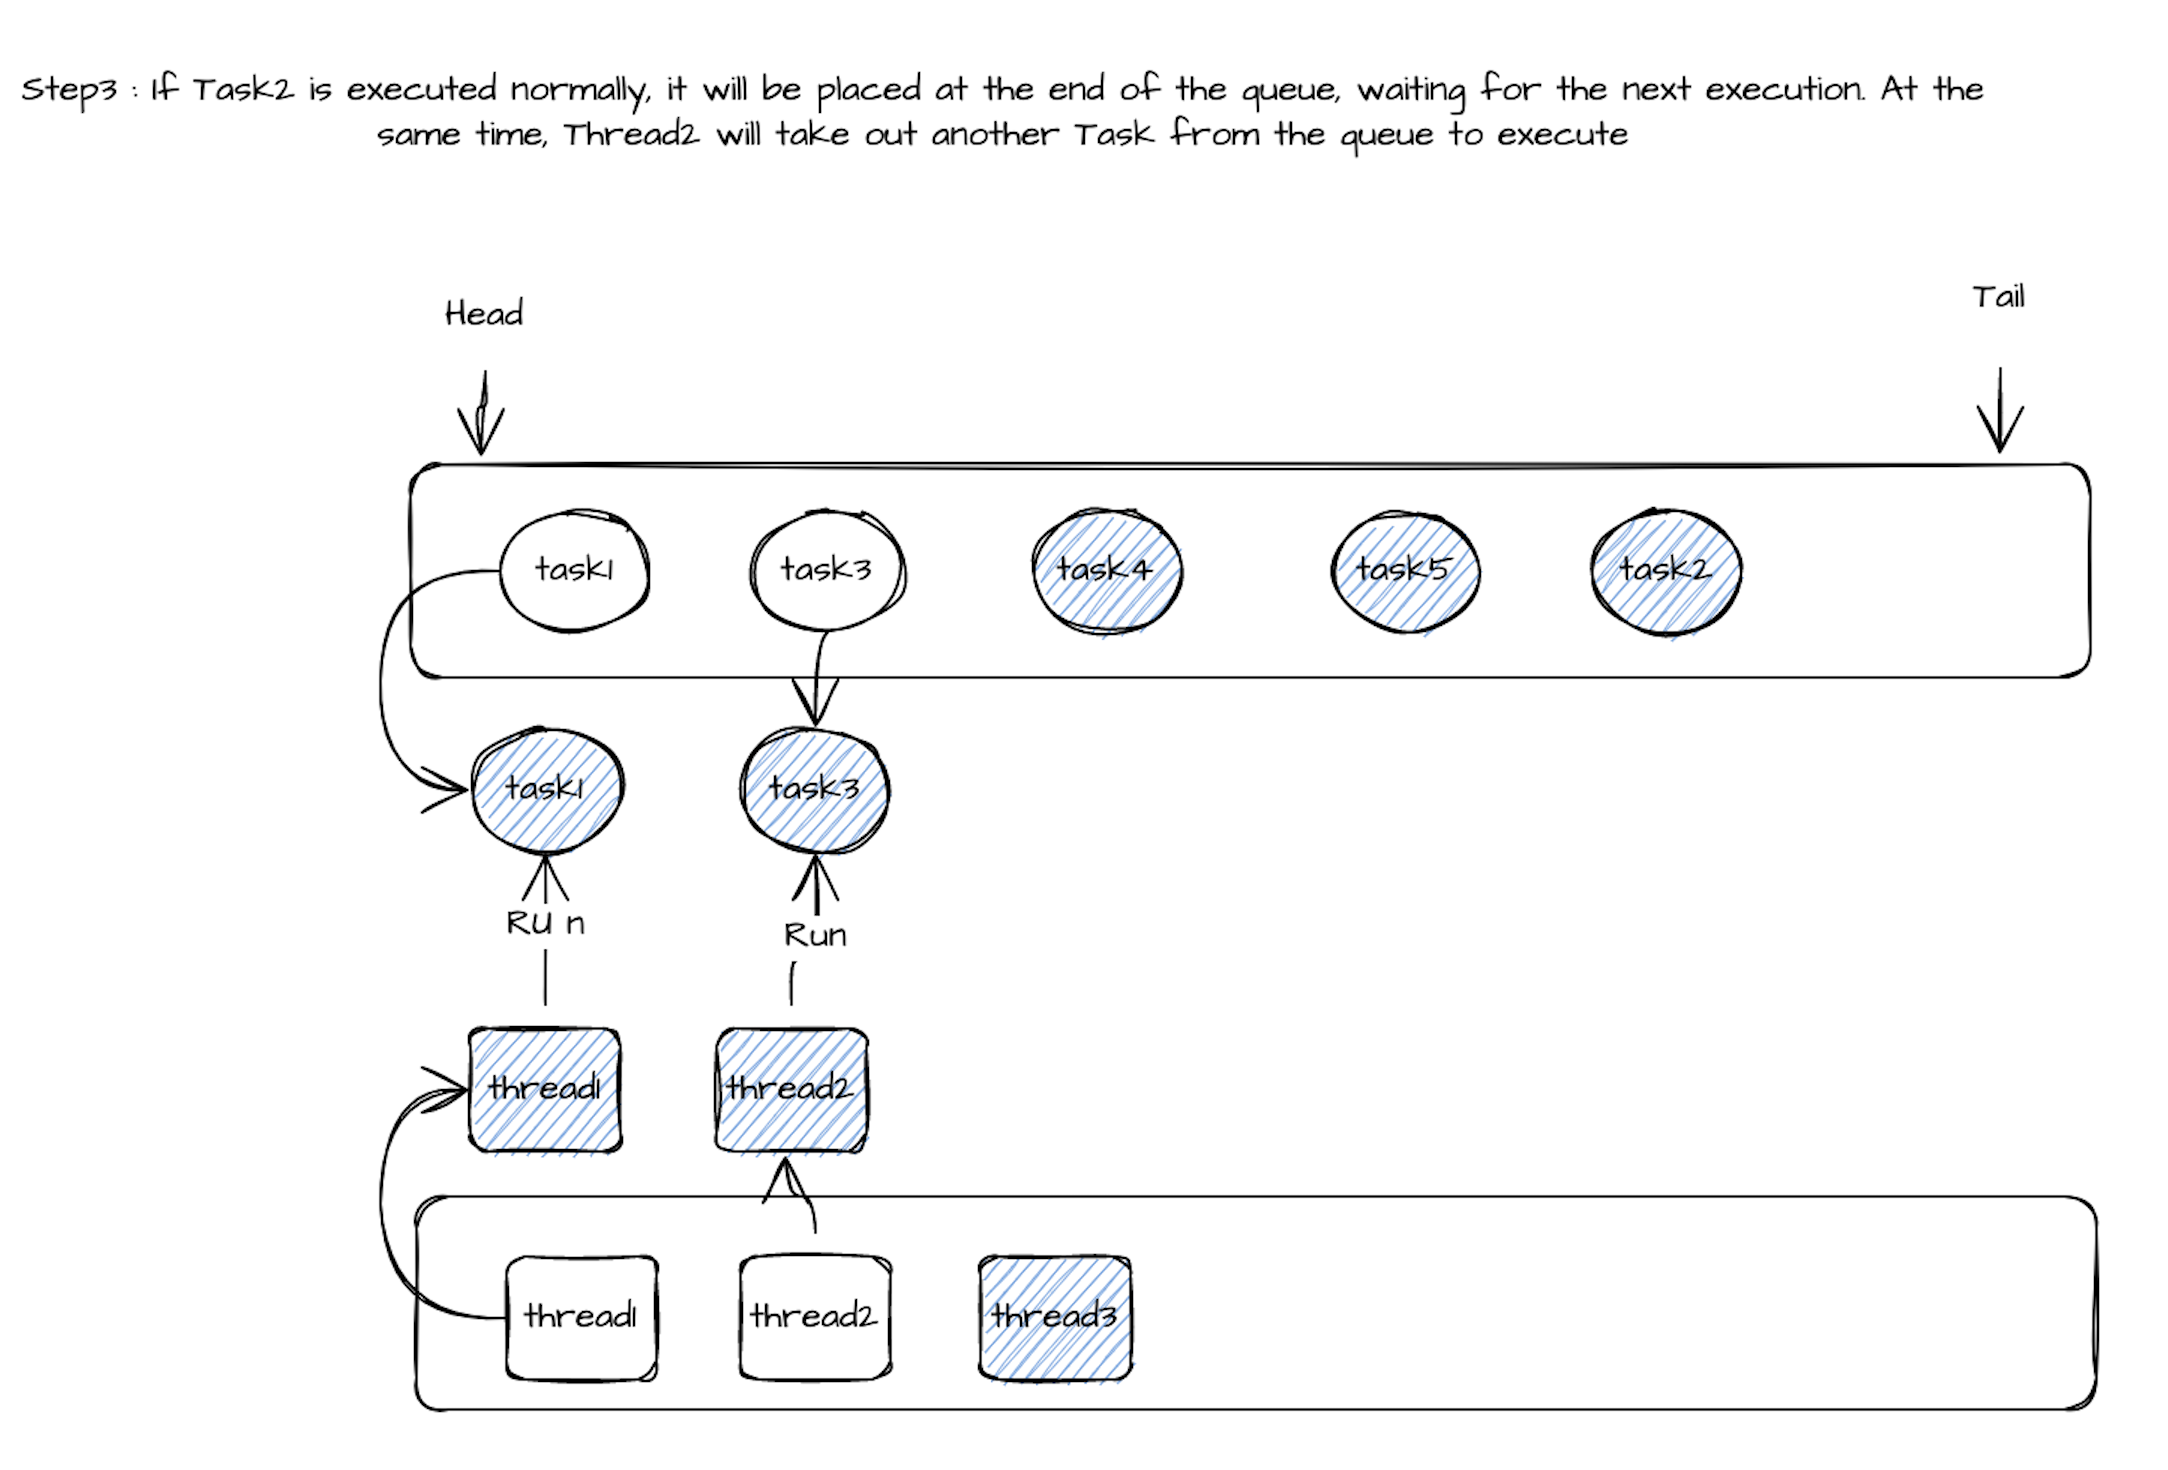 Step3 : If Task2 is executed normally, it will be placed at the end of the queue, waiting for the next execution. At the
same time, Thread2 will take out another Task from the queue to execute
Head
Tail
task1
task3
task4
task5
task2
task1
task3
RU n
Run
thread1
thread2
thread1
thread2
thread3